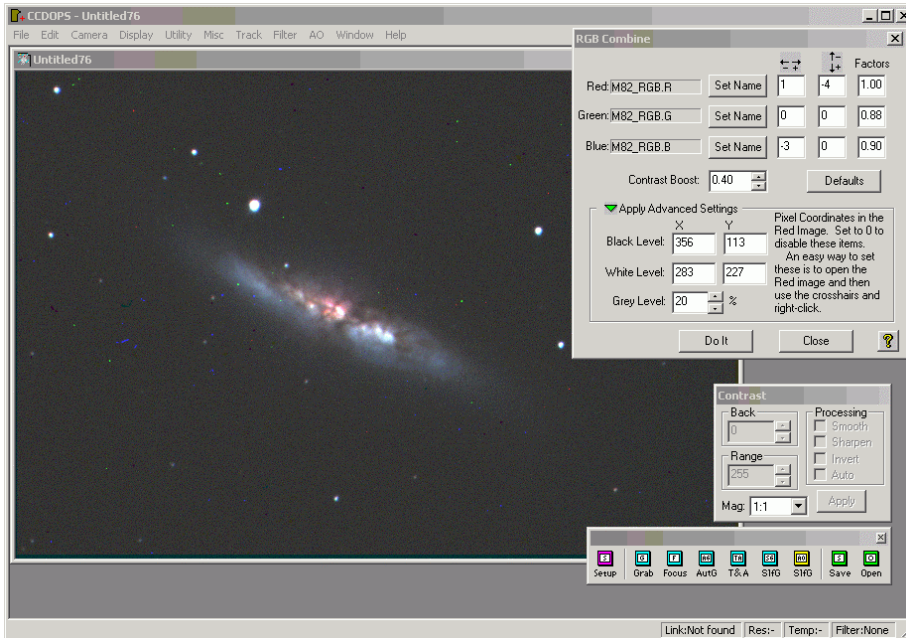 CCDOPS - Untitled76
File Edit Camera Display Utility Misc Track Filter AO Window Help
Untitled76
RGB Combine
Factors
Red: M82_RGB.R Set Name 1 -4 1.00
Green: M82_RGB.G Set Name 0 0 0.88
Blue: M82_RGB.B Set Name -3 0 0.90
Contrast Boost: 0.40 Defaults
Apply Advanced Settings
X Y
Black Level: 356 113
White Level: 283 227
Grey Level: 20 %
Pixel Coordinates in the
Red Image. Set to 0 to
disable these items.
An easy way to set
these is to open the
Red image and then
use the crosshairs and
right-click.
Do It Close ?
Contrast
Back
0
Range
255
Processing
Smooth
Sharpen
Invert
Auto
Mag: 1:1 Apply
Setup Grab Focus AutG T&A SlfG SlfG Save Open
Link:Not found Res:- Temp:- Filter:None